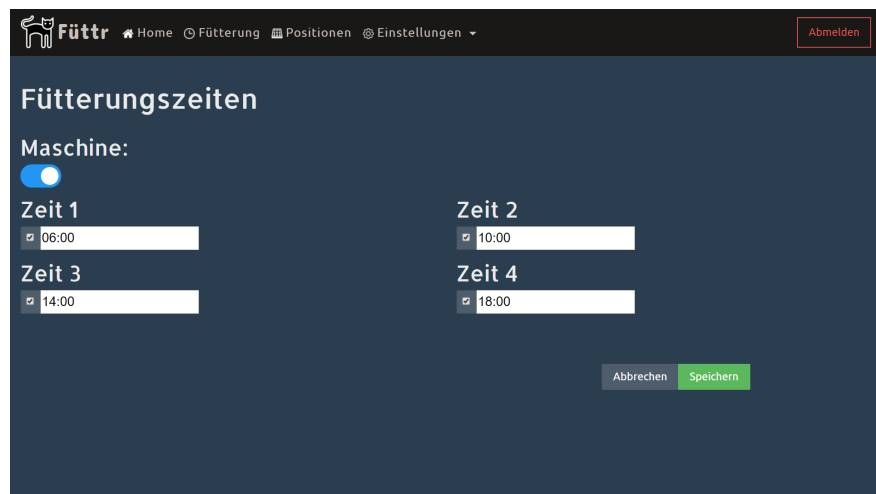 Füttr Home Fütterung Positionen Einstellungen Abmelden
Fütterungszeiten
Maschine:
Zeit 1 Zeit 2
06:00 10:00
Zeit 3 Zeit 4
14:00 18:00
Abbrechen Speichern